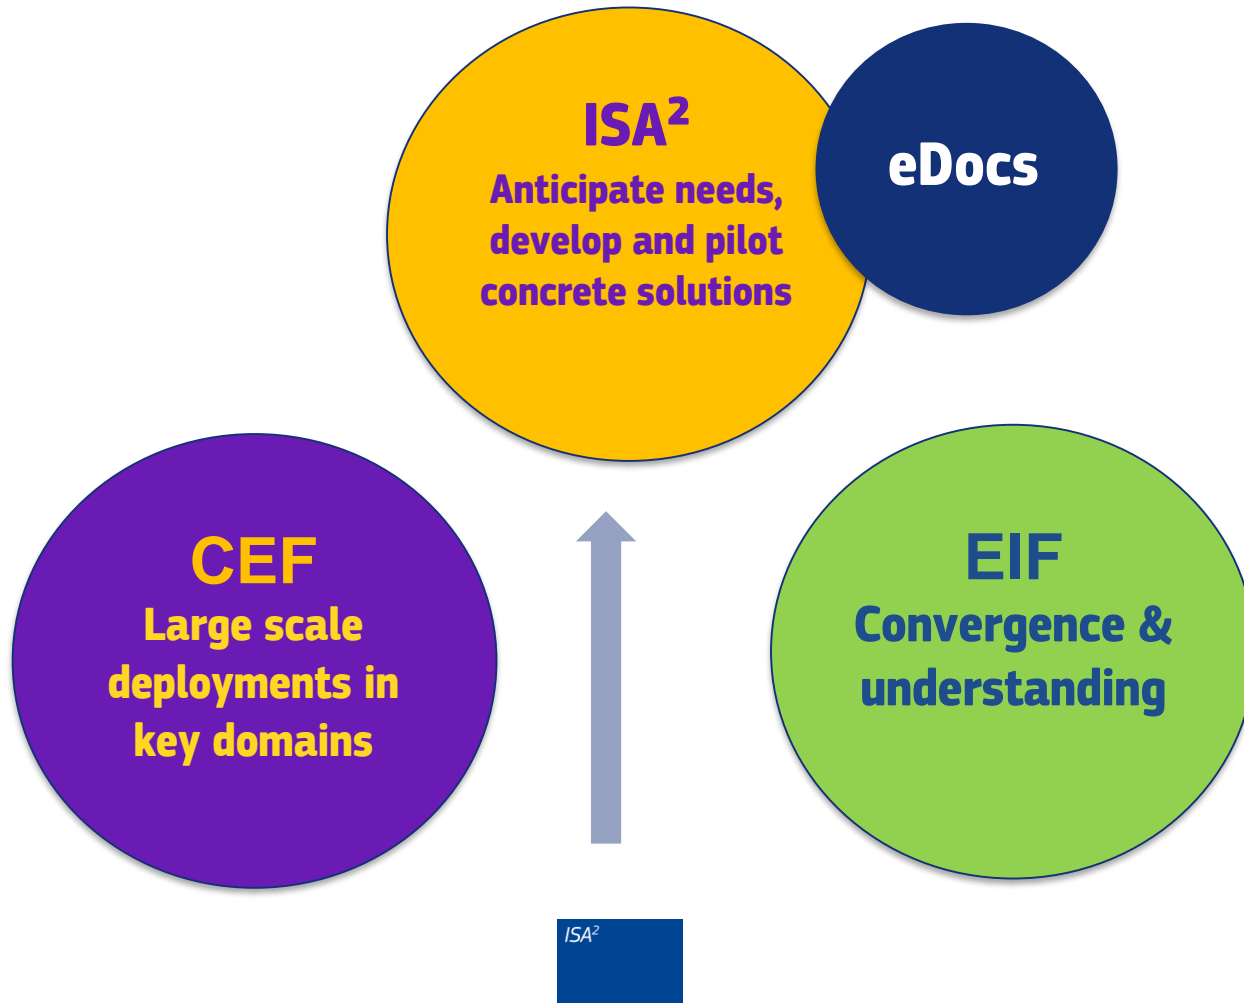 ISA²
Anticipate needs,
develop and pilot
concrete solutions
eDocs
CEF
Large scale
deployments in
key domains
EIF
Convergence &
understanding
ISA²